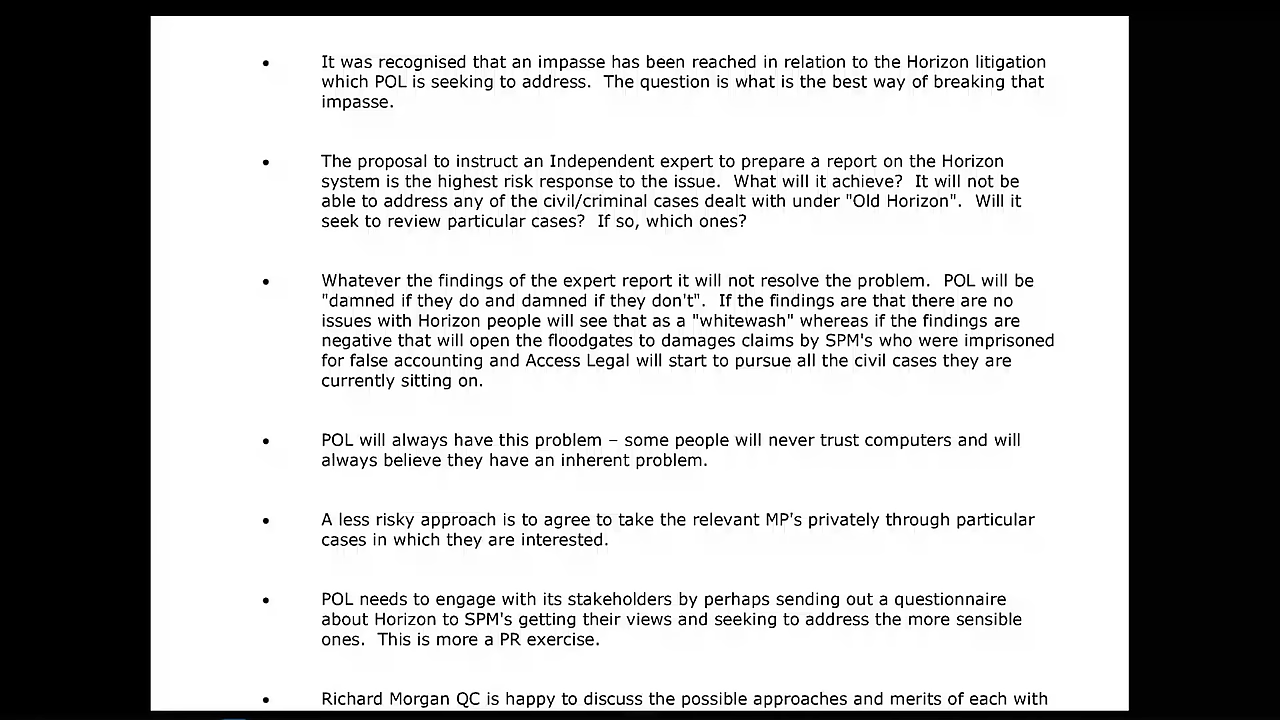 • It was recognised that an impasse has been reached in relation to the Horizon litigation
which POL is seeking to address.  The question is what is the best way of breaking that
impasse.
• The proposal to instruct an Independent expert to prepare a report on the Horizon
system is the highest risk response to the issue.  What will it achieve?  It will not be
able to address any of the civil/criminal cases dealt with under "Old Horizon".  Will it
seek to review particular cases?  If so, which ones?
• Whatever the findings of the expert report it will not resolve the problem.  POL will be
"damned if they do and damned if they don't".  If the findings are that there are no
issues with Horizon people will see that as a "whitewash" whereas if the findings are
negative that will open the floodgates to damages claims by SPM's who were imprisoned
for false accounting and Access Legal will start to pursue all the civil cases they are
currently sitting on.
• POL will always have this problem – some people will never trust computers and will
always believe they have an inherent problem.
• A less risky approach is to agree to take the relevant MP's privately through particular
cases in which they are interested.
• POL needs to engage with its stakeholders by perhaps sending out a questionnaire
about Horizon to SPM's getting their views and seeking to address the more sensible
ones.  This is more a PR exercise.
• Richard Morgan QC is happy to discuss the possible approaches and merits of each with